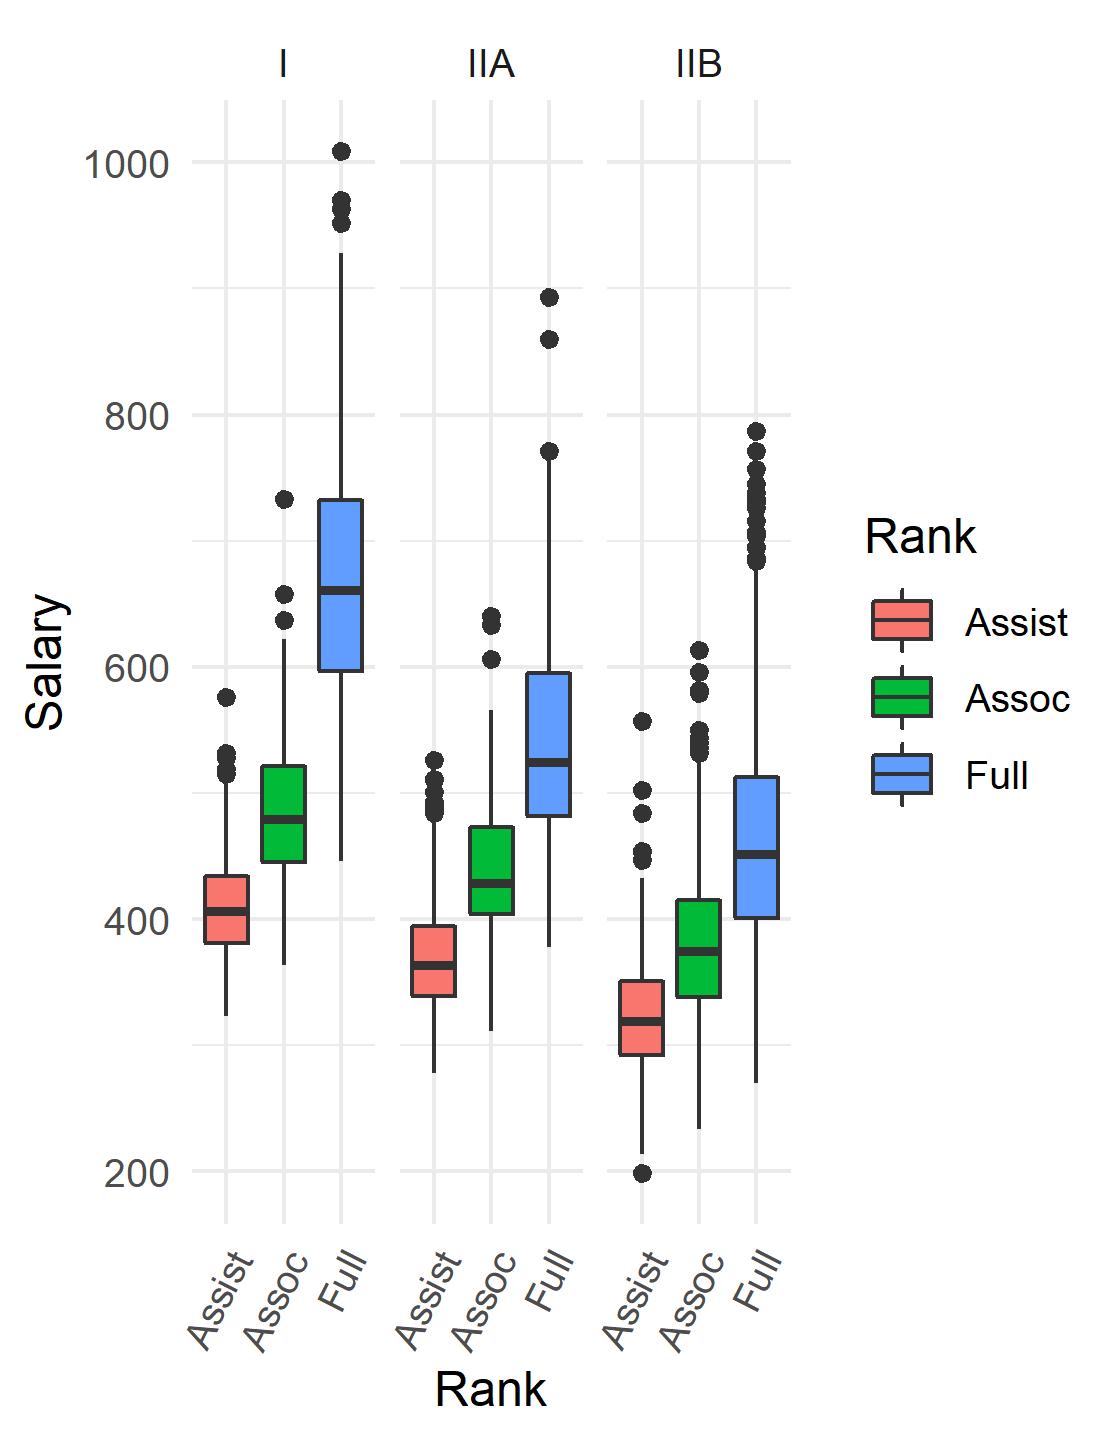 I IIA IIB
1000
800
600
400
200
Salary
Assist Assoc Full Assist Assoc Full Assist Assoc Full
Rank
Rank
Assist
Assoc
Full